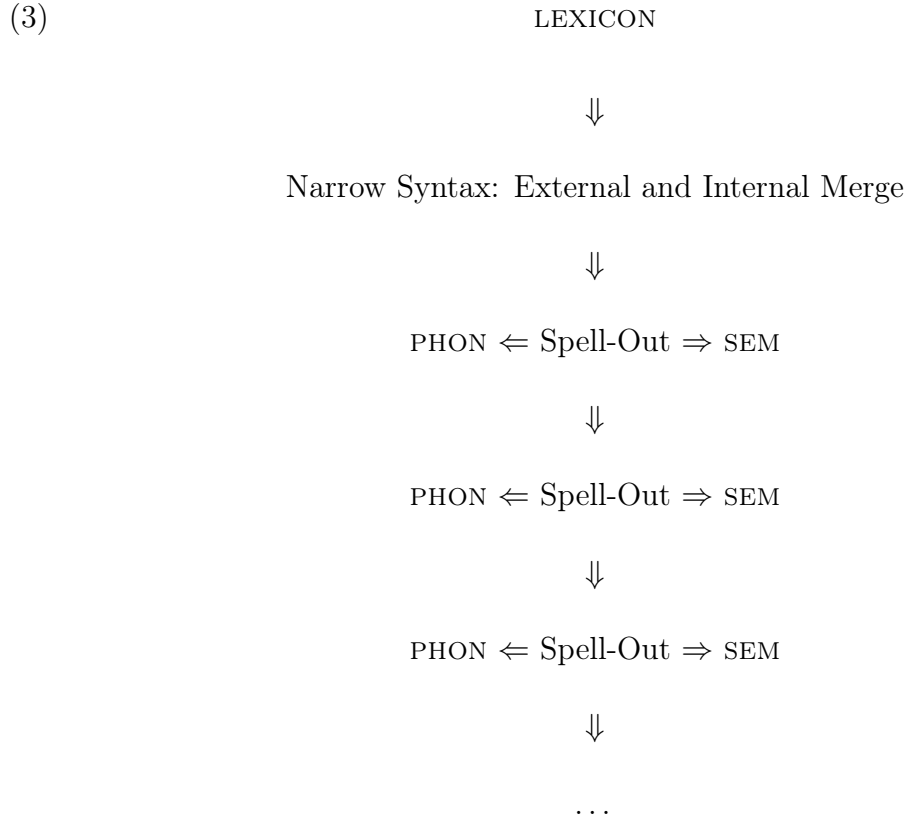 (3) LEXICON
⇓
Narrow Syntax: External and Internal Merge
⇓
PHON ⇐ Spell-Out ⇒ SEM
⇓
PHON ⇐ Spell-Out ⇒ SEM
⇓
PHON ⇐ Spell-Out ⇒ SEM
⇓
...